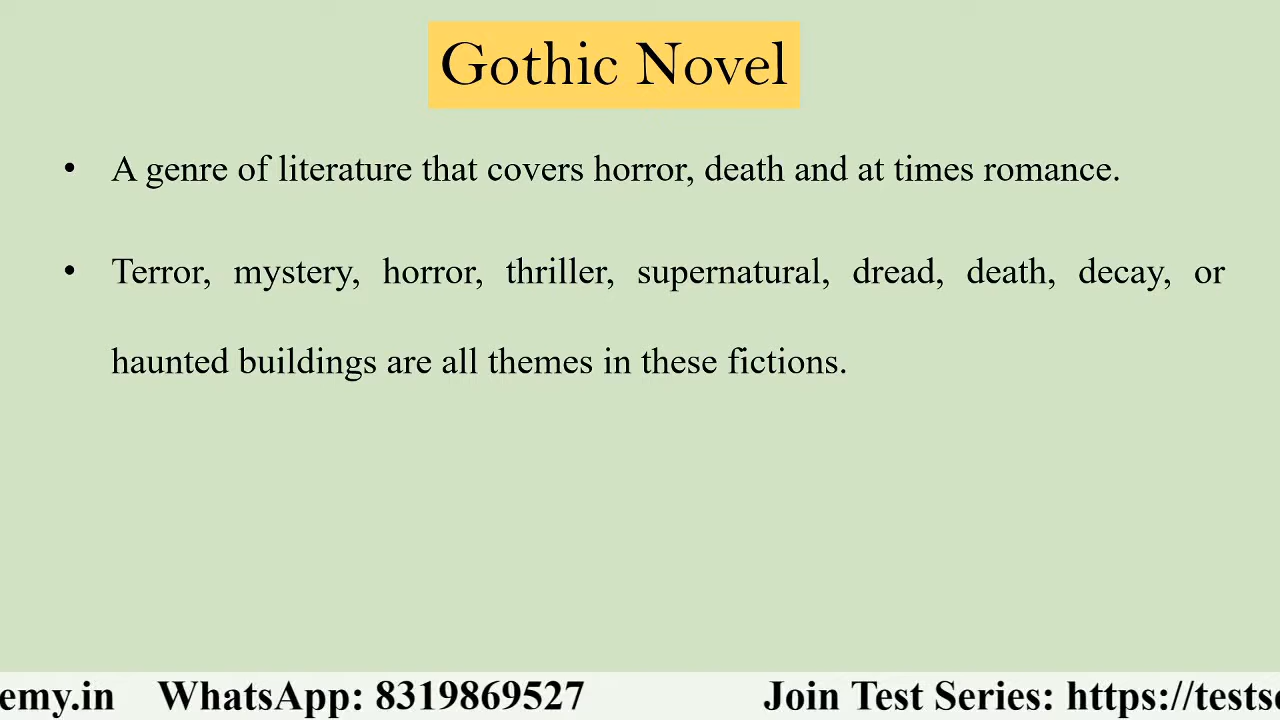 Gothic Novel
• A genre of literature that covers horror, death and at times romance.
• Terror, mystery, horror, thriller, supernatural, dread, death, decay, or
haunted buildings are all themes in these fictions.
emy.in WhatsApp: 8319869527 Join Test Series: https://tests